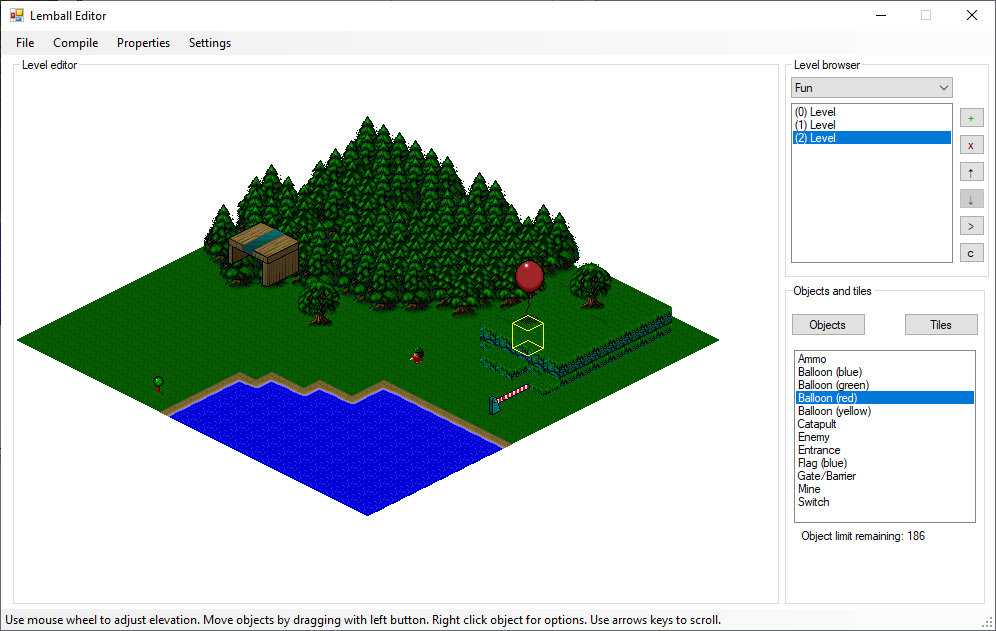 Lemball Editor
File Compile Properties Settings
Level editor
Level browser
Fun
(0) Level
(1) Level
(2) Level
+
x
↑
↓
>
c
Objects and tiles
Objects Tiles
Ammo
Balloon (blue)
Balloon (green)
Balloon (red)
Balloon (yellow)
Catapult
Enemy
Entrance
Flag (blue)
Gate/Barrier
Mine
Switch
Object limit remaining: 186
Use mouse wheel to adjust elevation. Move objects by dragging with left button. Right click object for options. Use arrows keys to scroll.